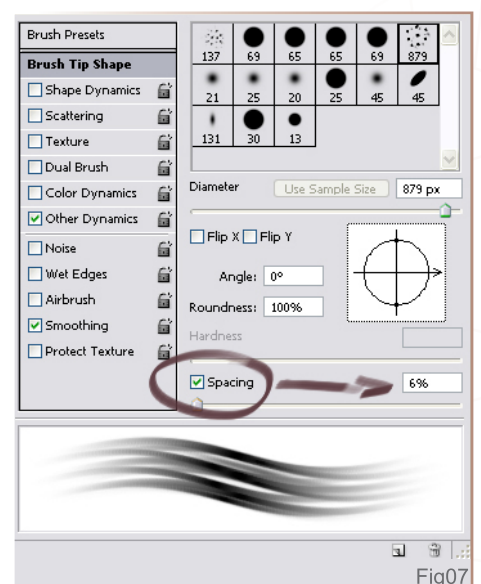 Brush Presets
Brush Tip Shape
Shape Dynamics
Scattering
Texture
Dual Brush
Color Dynamics
Other Dynamics
Noise
Wet Edges
Airbrush
Smoothing
Protect Texture
137 69 65 65 69 879
21 25 20 25 45 45
131 30 13
Diameter Use Sample Size 879 px
Flip X Flip Y
Angle: 0º
Roundness: 100%
Hardness
Spacing 6%
Fig07